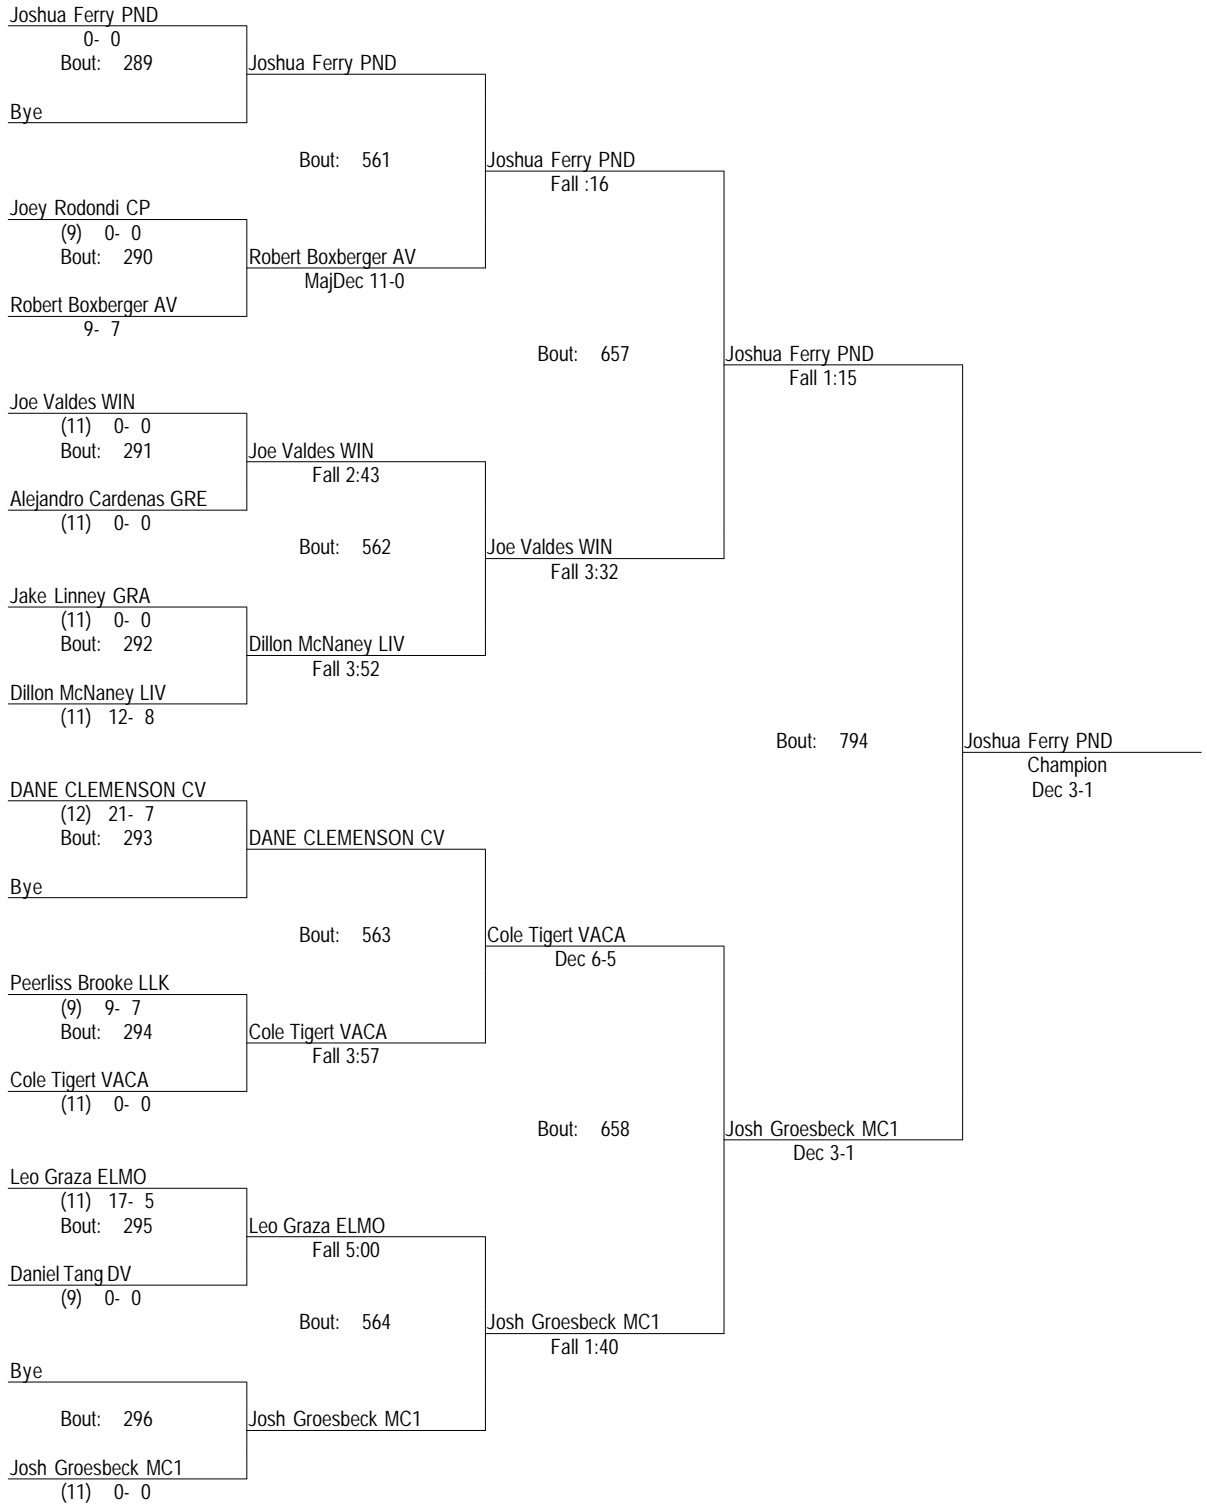 Joshua Ferry PND
0- 0
Bout: 289
Joshua Ferry PND
Bye
Bout: 561
Joshua Ferry PND
Fall :16
Joey Rodondi CP
(9) 0- 0
Bout: 290
Robert Boxberger AV
MajDec 11-0
Robert Boxberger AV
9- 7
Bout: 657
Joshua Ferry PND
Fall 1:15
Joe Valdes WIN
(11) 0- 0
Bout: 291
Joe Valdes WIN
Fall 2:43
Alejandro Cardenas GRE
(11) 0- 0
Bout: 562
Joe Valdes WIN
Fall 3:32
Jake Linney GRA
(11) 0- 0
Bout: 292
Dillon McNaney LIV
Fall 3:52
Dillon McNaney LIV
(11) 12- 8
Bout: 794
Joshua Ferry PND
Champion
Dec 3-1
DANE CLEMENSON CV
(12) 21- 7
Bout: 293
DANE CLEMENSON CV
Bye
Bout: 563
Cole Tigert VACA
Dec 6-5
Peerliss Brooke LLK
(9) 9- 7
Bout: 294
Cole Tigert VACA
Fall 3:57
Cole Tigert VACA
(11) 0- 0
Bout: 658
Josh Groesbeck MC1
Dec 3-1
Leo Graza ELMO
(11) 17- 5
Bout: 295
Leo Graza ELMO
Fall 5:00
Daniel Tang DV
(9) 0- 0
Bout: 564
Josh Groesbeck MC1
Fall 1:40
Bye
Bout: 296
Josh Groesbeck MC1
Josh Groesbeck MC1
(11) 0- 0